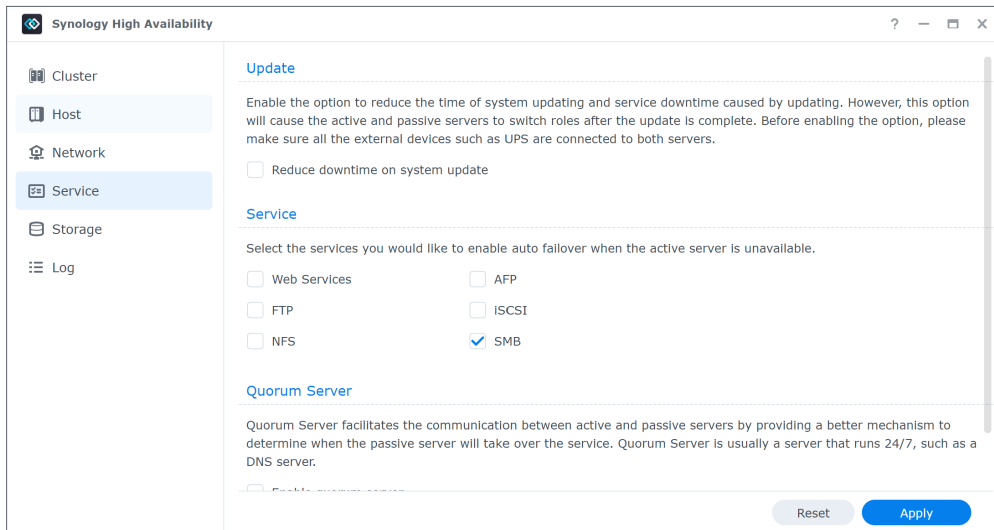 Synology High Availability
?
Cluster
Host
Network
Service
Storage
Log
Update
Enable the option to reduce the time of system updating and service downtime caused by updating. However, this option
will cause the active and passive servers to switch roles after the update is complete. Before enabling the option, please
make sure all the external devices such as UPS are connected to both servers.
Reduce downtime on system update
Service
Select the services you would like to enable auto failover when the active server is unavailable.
Web Services AFP
FTP iSCSI
NFS SMB
Quorum Server
Quorum Server facilitates the communication between active and passive servers by providing a better mechanism to
determine when the passive server will take over the service. Quorum Server is usually a server that runs 24/7, such as a
DNS server.
Enable quorum server
Reset Apply